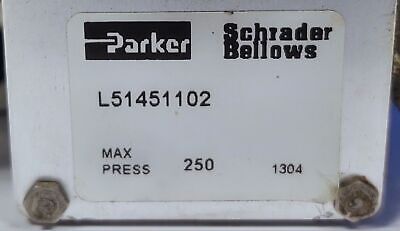 Parker Schrader
Bellows
L51451102
MAX
PRESS 250 1304